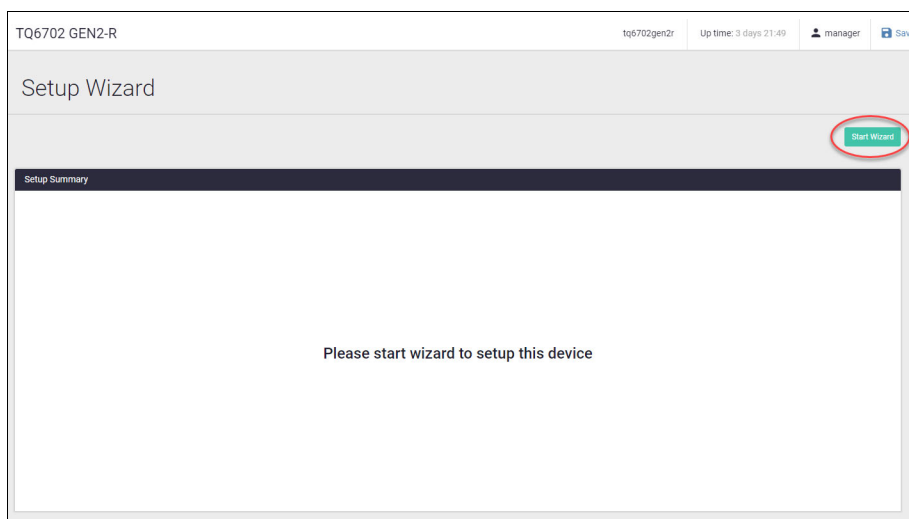 TQ6702 GEN2-R
tq6702gen2r
Up time: 3 days 21:49
manager
Sav
Setup Wizard
Start Wizard
Setup Summary
Please start wizard to setup this device